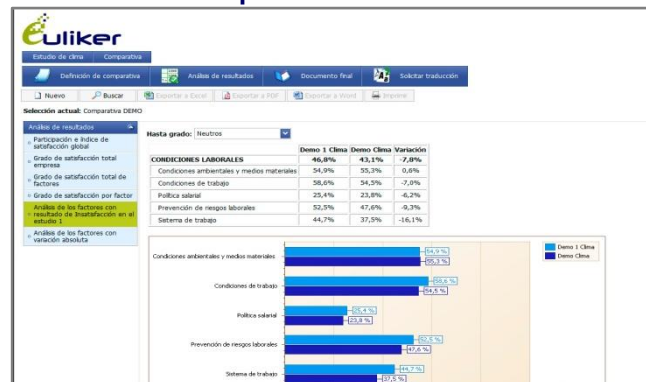 euliker
Estudio de clima Comparativa
Definición de comparativa Análisis de resultados Documento final Solicitar traducción
Nuevo Buscar Exportar a Excel Exportar a PDF Exportar a Word Imprimir
Selección actual: Comparativa DEMO
Análisis de resultados
Participación e índice de
satisfacción global
Grado de satisfacción total
empresa
Grado de satisfacción total de
factores
Grado de satisfacción por factor
Análisis de los factores con
resultado de Insatisfacción en el
estudio 1
Análisis de los factores con
variación absoluta
Hasta grado: Neutros
Demo 1 Clima Demo Clima Variación
CONDICIONES LABORALES 46,8% 43,1% -7,8%
Condiciones ambientales y medios materiales 54,9% 55,3% 0,6%
Condiciones de trabajo 58,6% 54,5% -7,0%
Política salarial 25,4% 23,8% -6,2%
Prevención de riesgos laborales 52,5% 47,6% -9,3%
Sistema de trabajo 44,7% 37,5% -16,1%
Demo 1 Clima
Demo Clima
Condiciones ambientales y medios materiales 54,9 %
55,3 %
Condiciones de trabajo 58,6 %
54,5 %
Política salarial 25,4 %
23,8 %
Prevención de riesgos laborales 52,5 %
47,6 %
Sistema de trabajo 44,7 %
37,5 %